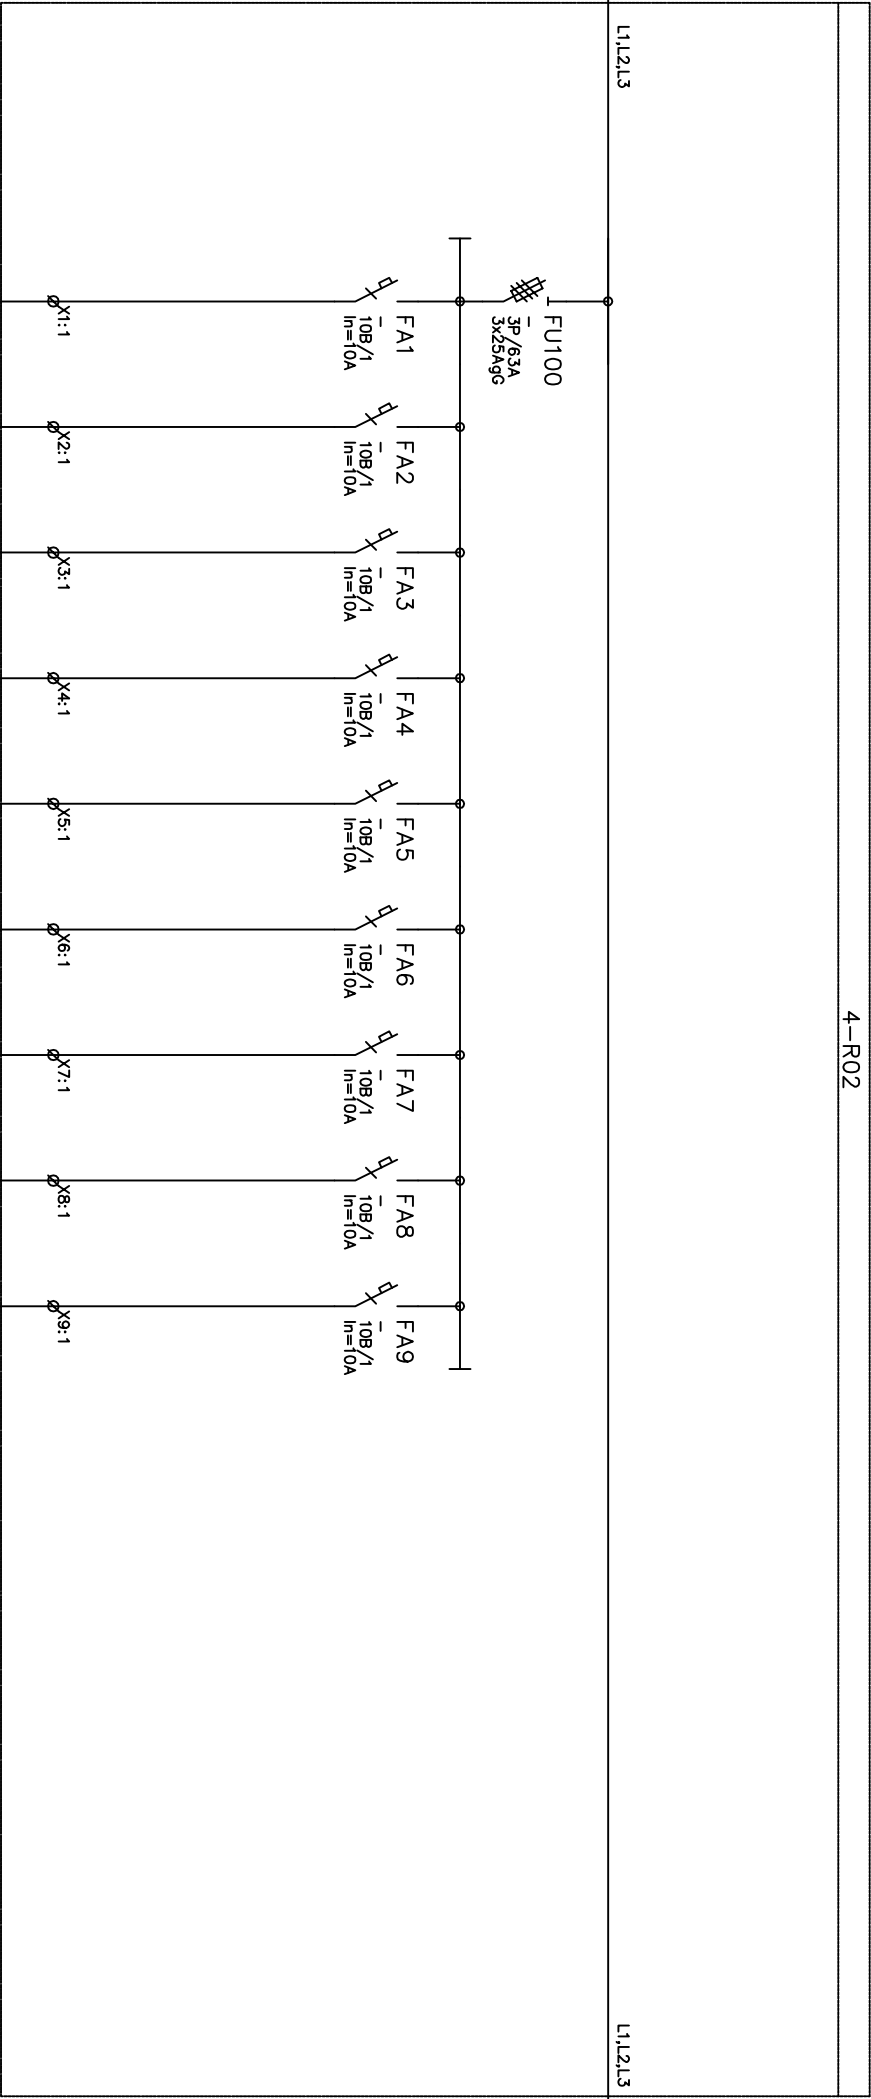 4-R02
L1,L2,L3
L1,L2,L3
FU100
-
3P/63A
3x25AgG
FA1
-
10B/1
In=10A
FA2
-
10B/1
In=10A
FA3
-
10B/1
In=10A
FA4
-
10B/1
In=10A
FA5
-
10B/1
In=10A
FA6
-
10B/1
In=10A
FA7
-
10B/1
In=10A
FA8
-
10B/1
In=10A
FA9
-
10B/1
In=10A
X1:1
X2:1
X3:1
X4:1
X5:1
X6:1
X7:1
X8:1
X9:1